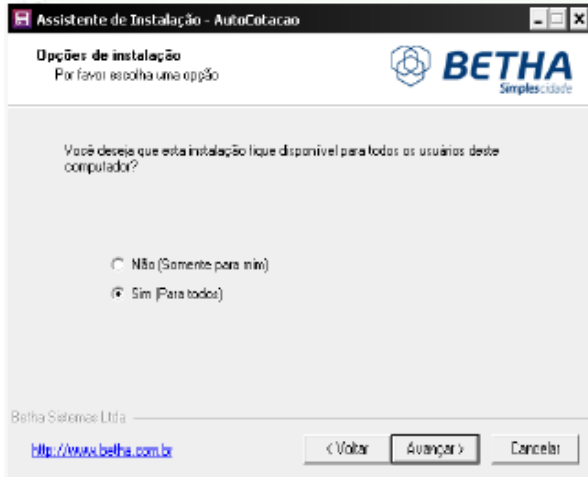 Assistente de Instalação - AutoCotacao
Opções de instalação
Por favor escolha uma opção
BETHA
Simplescidade
Você deseja que esta instalação fique disponível para todos os usuários deste
computador?
Não (Somente para mim)
Sim (Para todos)
Betha Sistemas Ltda
http://www.betha.com.br
< Voltar
Avançar >
Cancelar